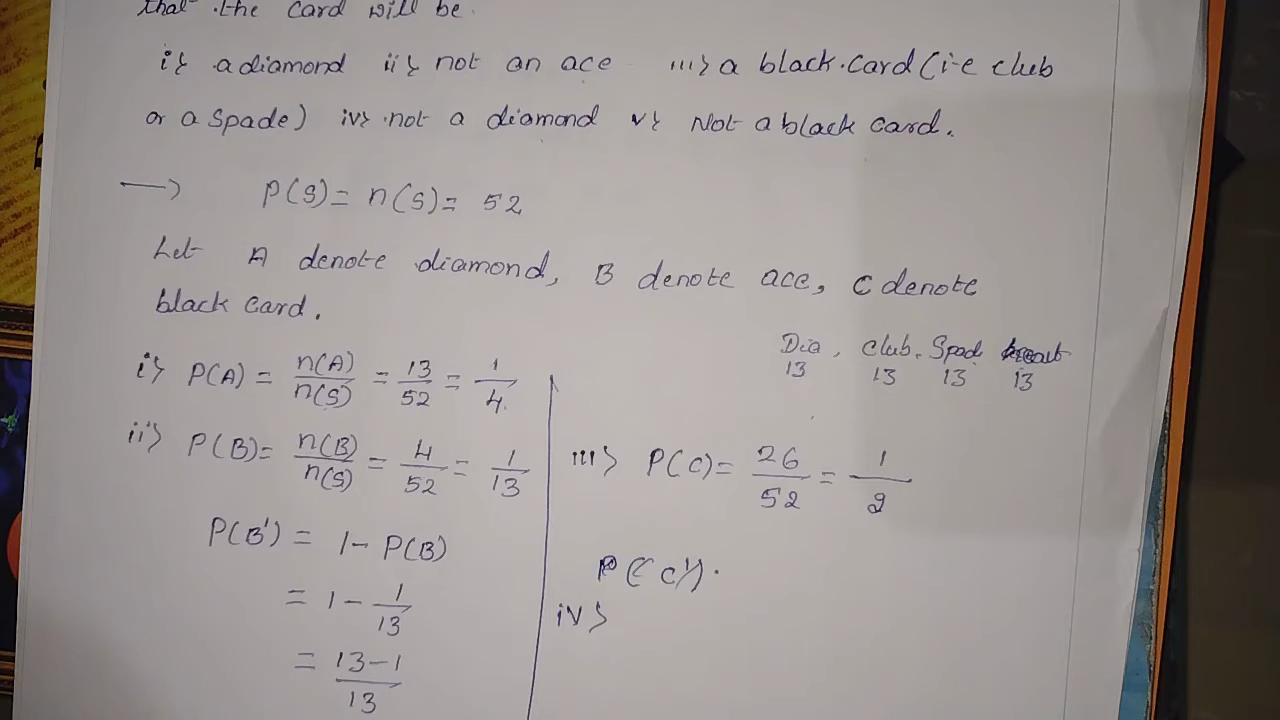 that the card will be.
i} a diamond ii} not an ace iii} a black card (i-e club
or a spade) iv} not a diamond v} Not a black card.
→ P(S) = n(S) = 52
Let A denote diamond, B denote ace, C denote
black card.
Dia, club. Spad heart
13 13 13 13
i} P(A) = n(A)/n(S) = 13/52 = 1/4
ii} P(B) = n(B)/n(S) = 4/52 = 1/13
P(B') = 1 - P(B)
= 1 - 1/13
= 13-1/13
iii} P(C) = 26/52 = 1/2
P(C').
iv}